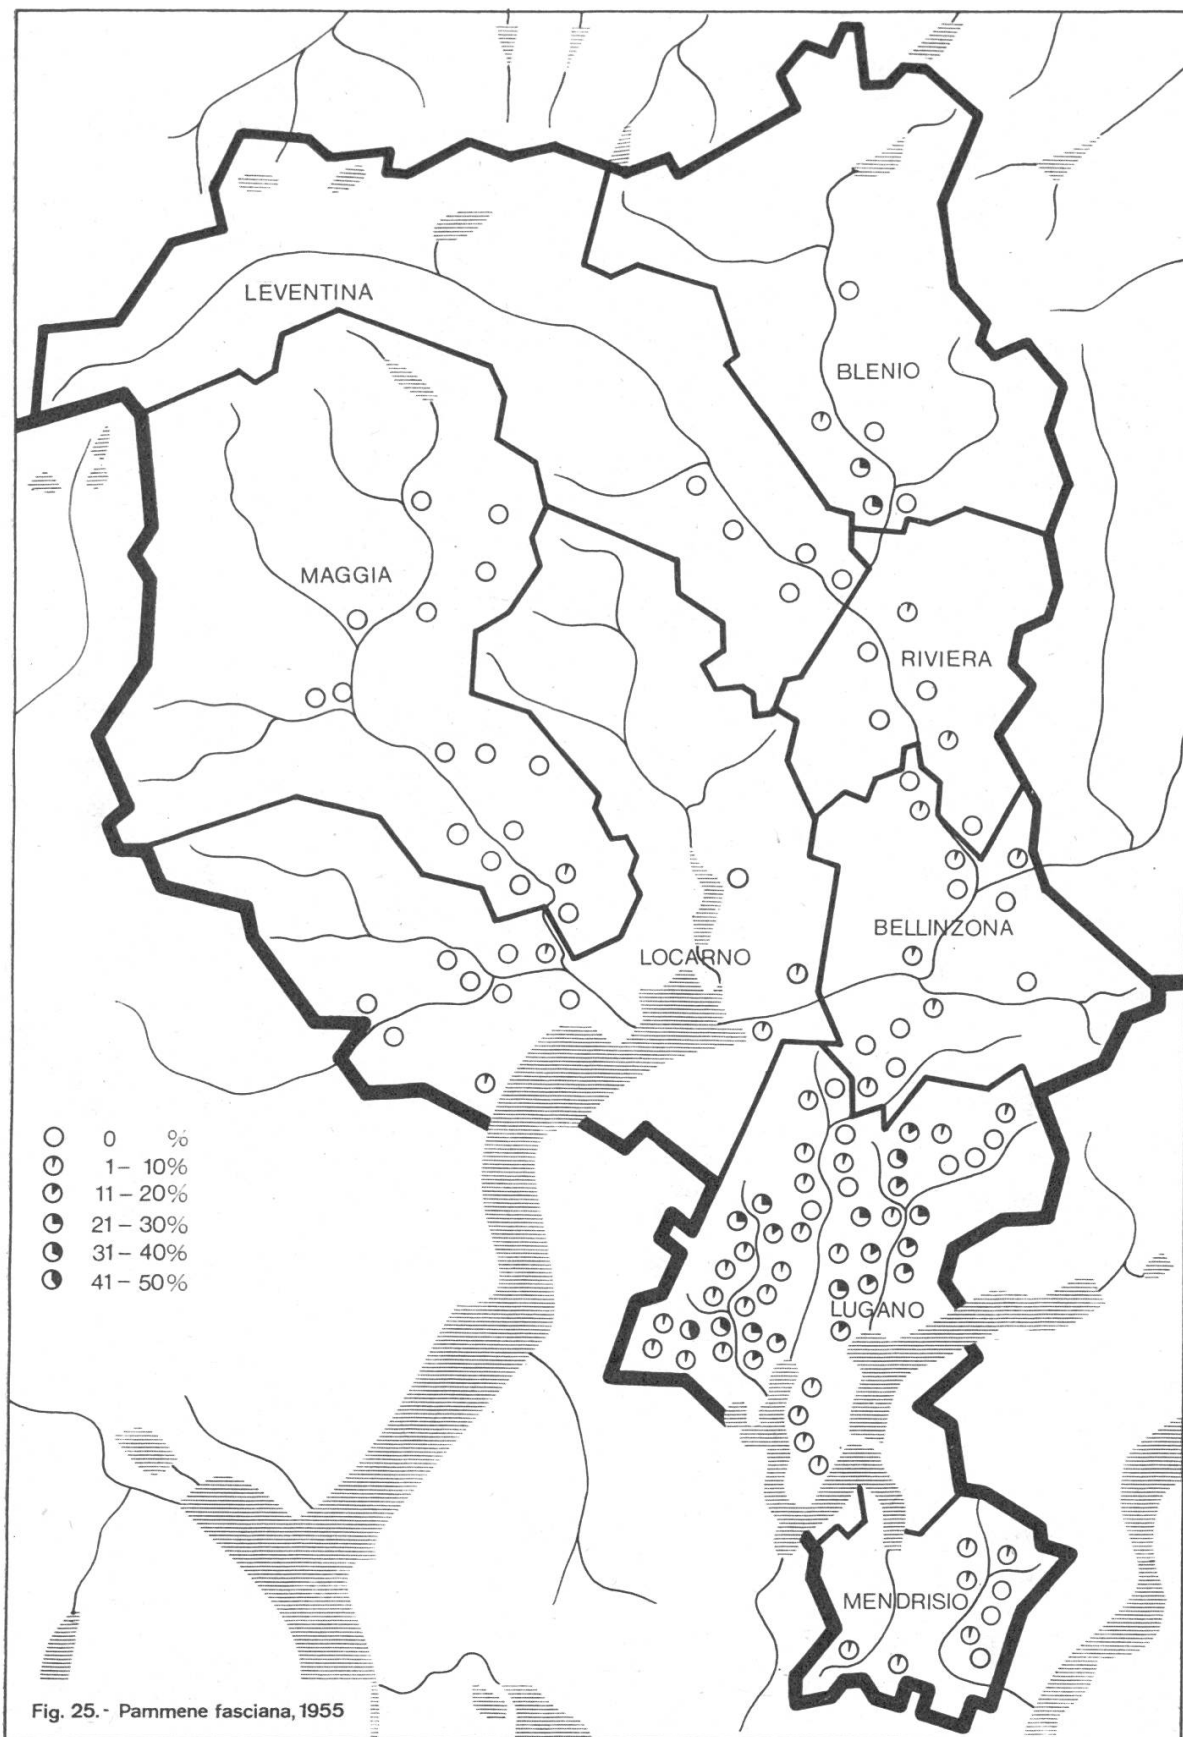 LEVENTINA
BLENIO
MAGGIA
RIVIERA
BELLINZONA
LOCARNO
0 %
1 – 10%
11 – 20%
21 – 30%
31 – 40%
41 – 50%
LUGANO
MENDRISIO
Fig. 25.- Pammene fasciana, 1955